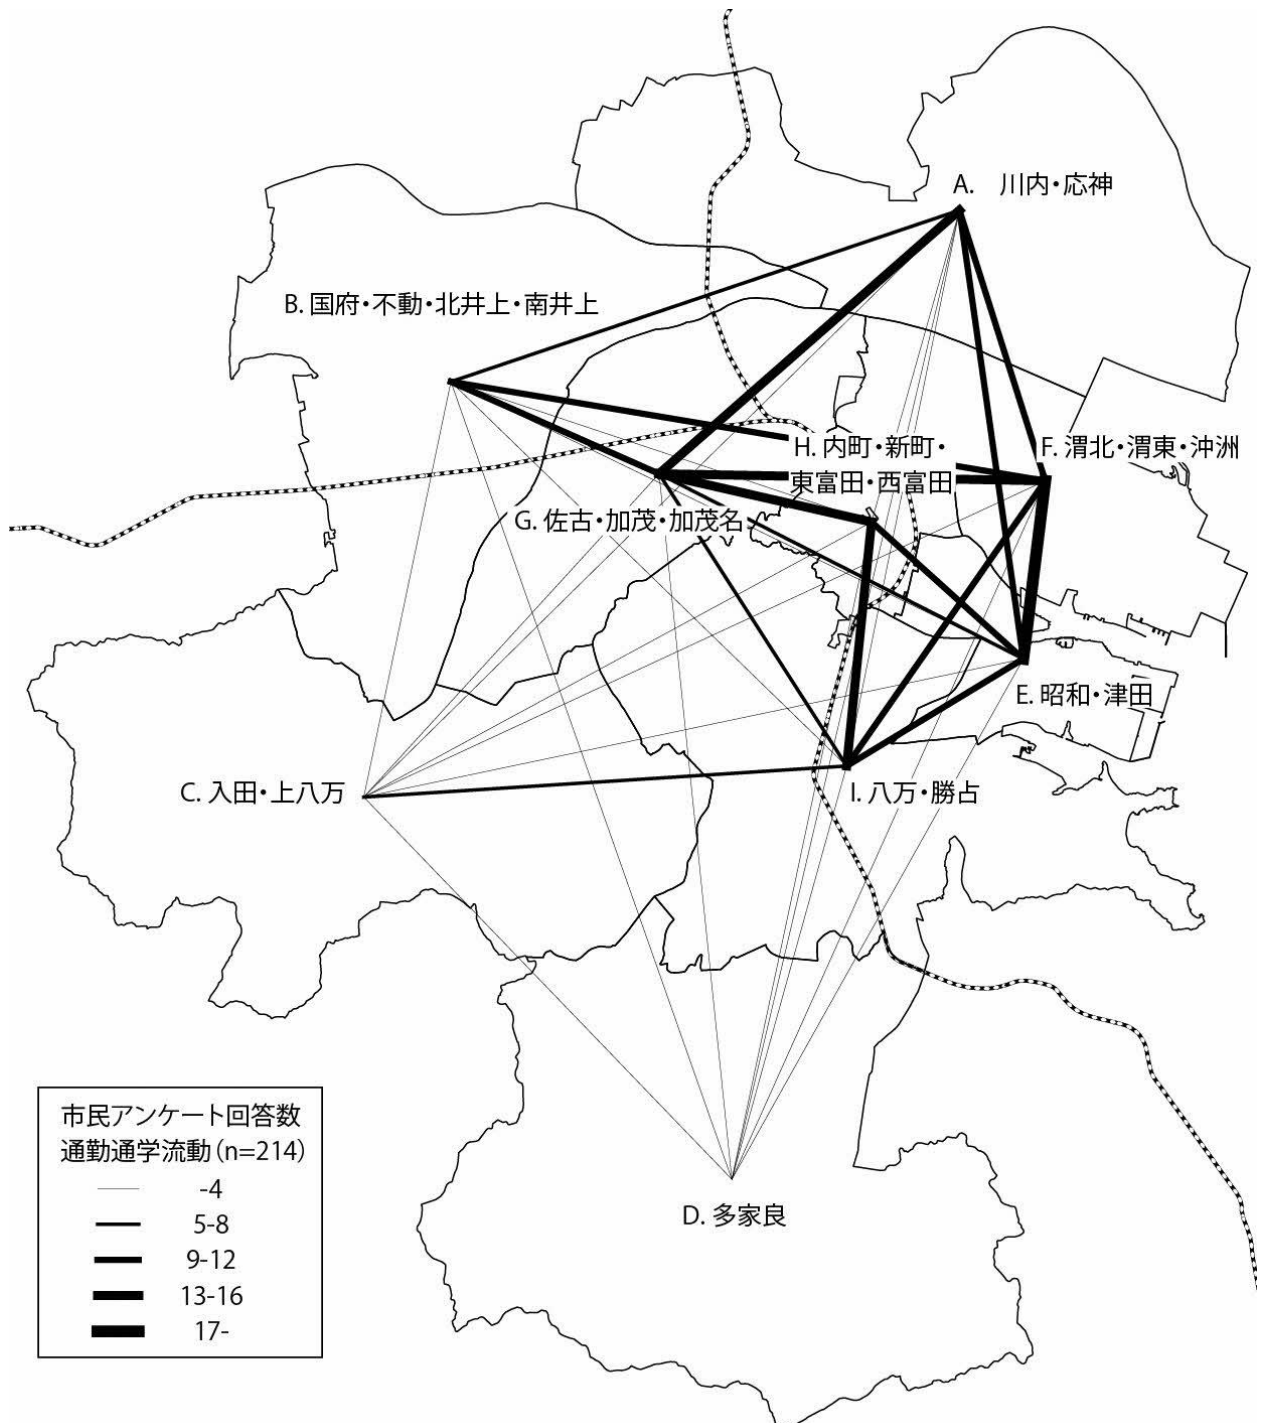 A.　川内・応神
B. 国府・不動・北井上・南井上
H. 内町・新町・
東富田・西富田
F. 渭北・渭東・沖洲
G. 佐古・加茂・加茂名
E. 昭和・津田
C. 入田・上八万
I. 八万・勝占
D. 多家良
市民アンケート回答数
通勤通学流動（n=214）
-4
5-8
9-12
13-16
17-